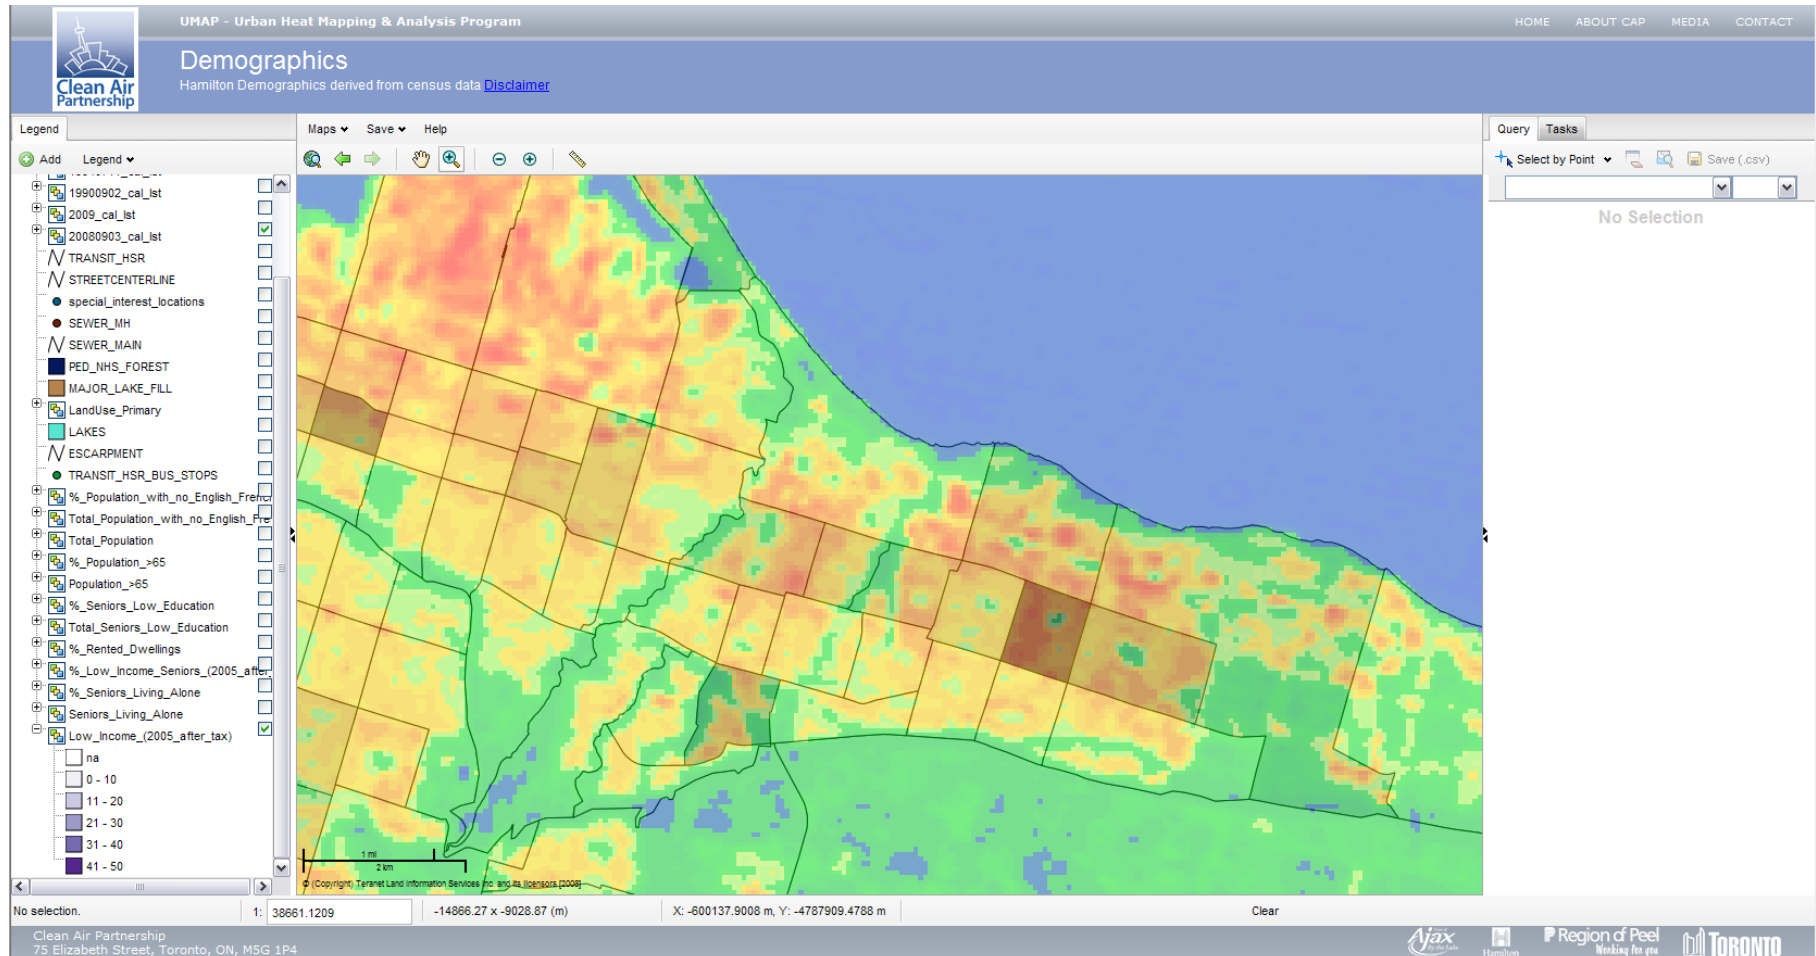 UMAP - Urban Heat Mapping & Analysis Program
HOME ABOUT CAP MEDIA CONTACT
Clean Air
Partnership
Demographics
Hamilton Demographics derived from census data Disclaimer
Legend
Maps Save Help
Query Tasks
Add Legend
Select by Point Save (.csv)
No Selection
19900902_cal_lst
2009_cal_lst
20080903_cal_lst
TRANSIT_HSR
STREETCENTERLINE
special_interest_locations
SEWER_MH
SEWER_MAIN
PED_NHS_FOREST
MAJOR_LAKE_FILL
LandUse_Primary
LAKES
ESCARPMENT
TRANSIT_HSR_BUS_STOPS
%_Population_with_no_English_French
Total_Population_with_no_English_Fre
Total_Population
%_Population_>65
Population_>65
%_Seniors_Low_Education
Total_Seniors_Low_Education
%_Rented_Dwellings
%_Low_Income_Seniors_(2005_after_
%_Seniors_Living_Alone
Seniors_Living_Alone
Low_Income_(2005_after_tax)
na
0 - 10
11 - 20
21 - 30
31 - 40
41 - 50
1 mi
2 km
© (Copyright) Teranet Land Information Services Inc. and its licensors [2005]
No selection. 1: 38661.1209 -14866.27 x -9028.87 (m) X: -600137.9008 m, Y: -4787909.4788 m Clear
Clean Air Partnership
75 Elizabeth Street, Toronto, ON, M5G 1P4
Ajax
Hamilton
Region of Peel
Working for you
TORONTO